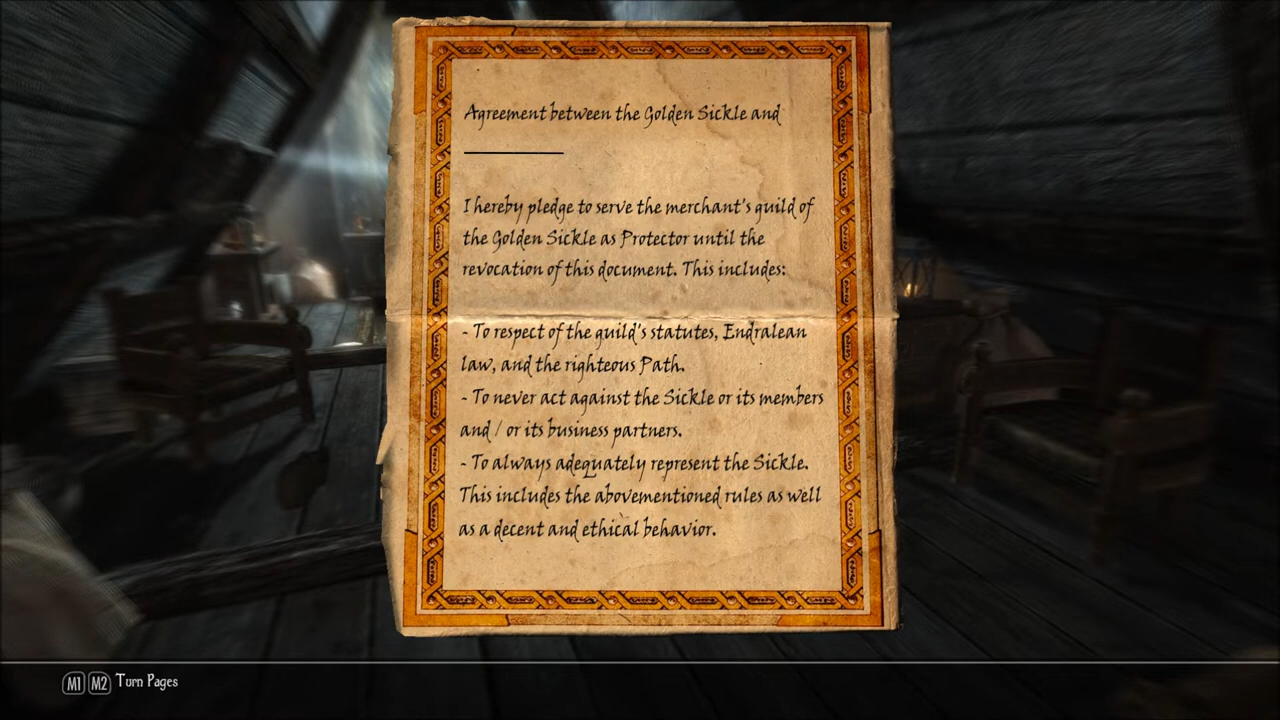 Agreement between the Golden Sickle and
__________
I hereby pledge to serve the merchant's guild of
the Golden Sickle as Protector until the
revocation of this document. This includes:
- To respect of the guild's statutes, Endralean
law, and the righteous Path.
- To never act against the Sickle or its members
and / or its business partners.
- To always adequately represent the Sickle.
This includes the abovementioned rules as well
as a decent and ethical behavior.
M1 M2 Turn Pages